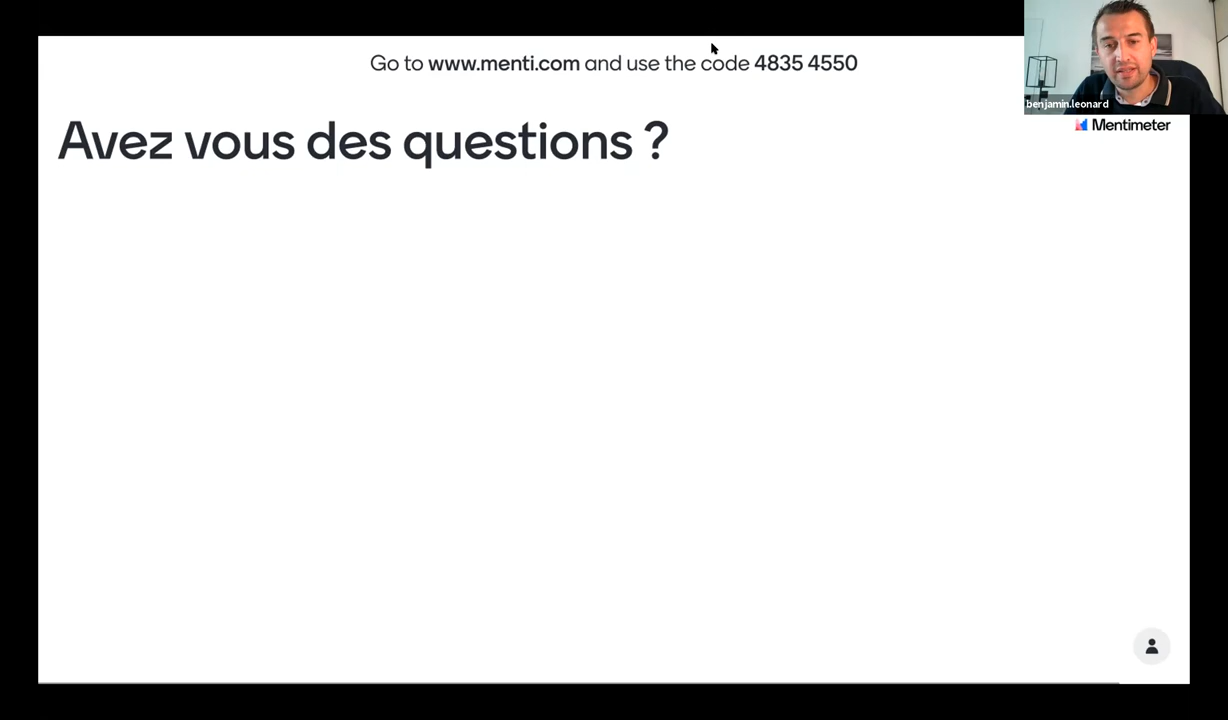 Go to www.menti.com and use the code 4835 4550
benjamin.leonard
Mentimeter
Avez vous des questions ?